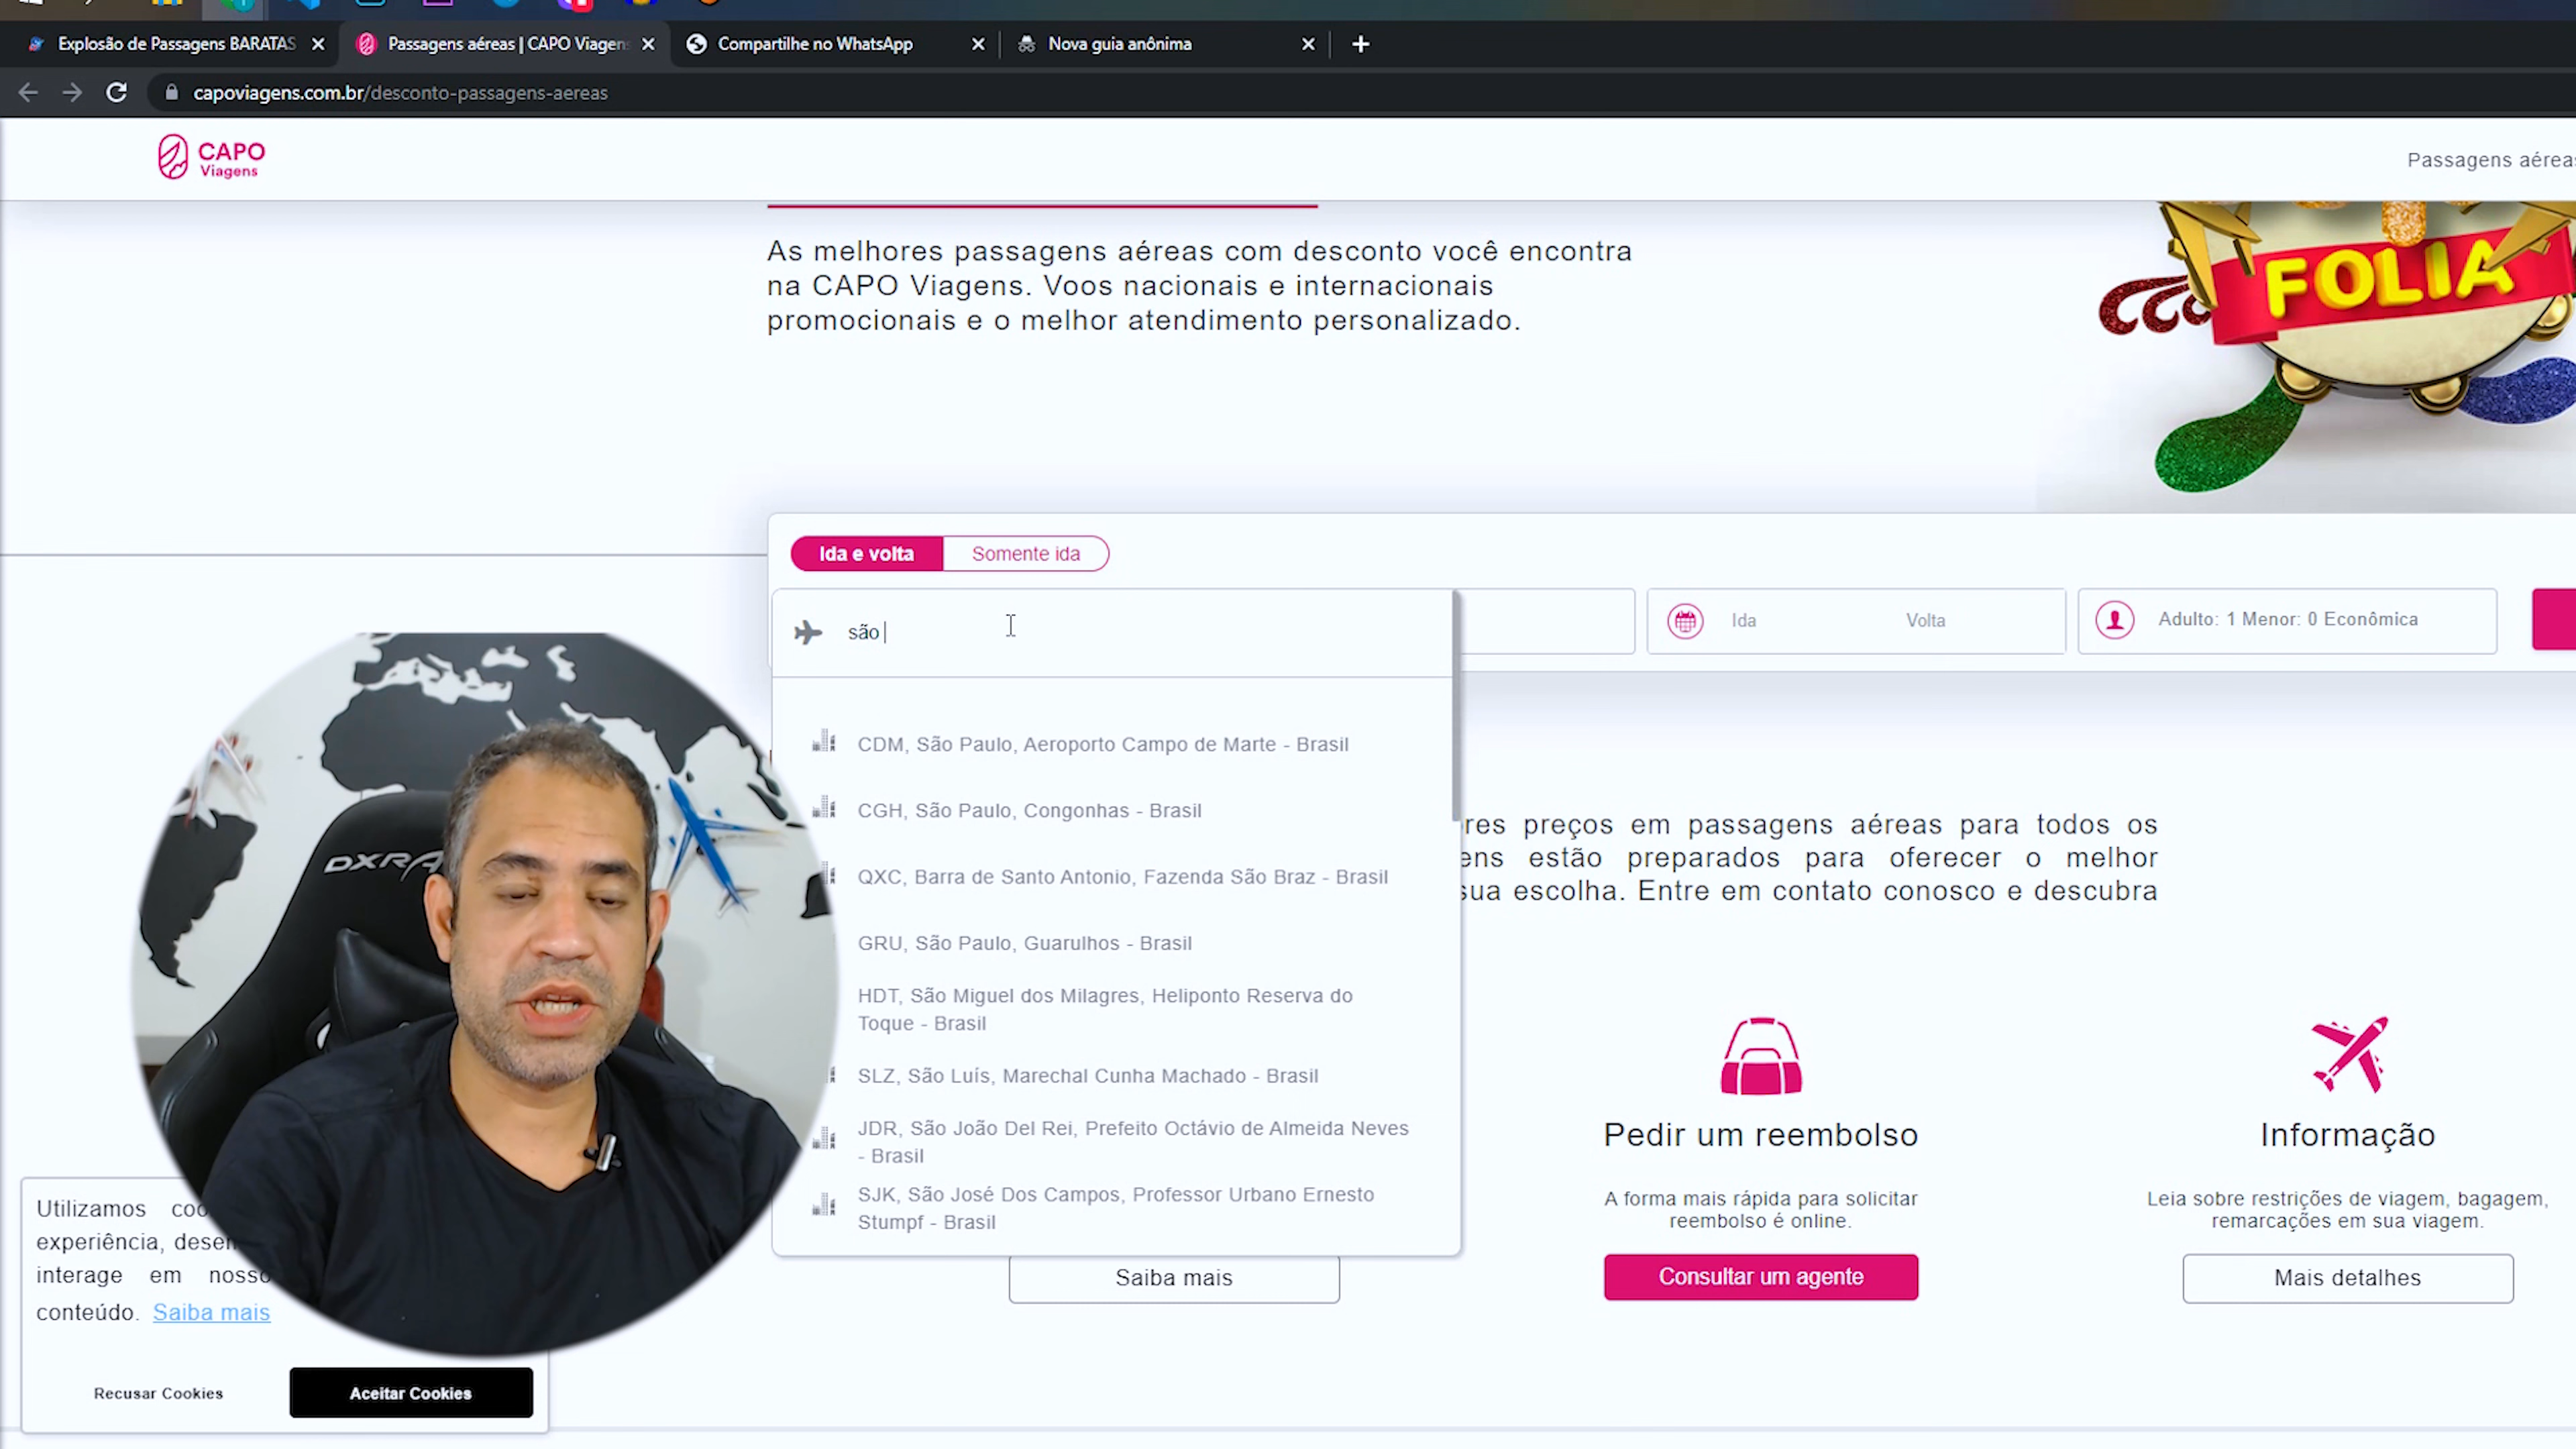 Explosão de Passagens BARATAS
Passagens aéreas | CAPO Viagens
Compartilhe no WhatsApp
Nova guia anônima
capoviagens.com.br/desconto-passagens-aereas
CAPO
Viagens
Passagens aéreas
As melhores passagens aéreas com desconto você encontra
na CAPO Viagens. Voos nacionais e internacionais
promocionais e o melhor atendimento personalizado.
FOLIA
Ida e volta
Somente ida
são
Ida
Volta
Adulto: 1 Menor: 0 Econômica
CDM, São Paulo, Aeroporto Campo de Marte - Brasil
CGH, São Paulo, Congonhas - Brasil
QXC, Barra de Santo Antonio, Fazenda São Braz - Brasil
GRU, São Paulo, Guarulhos - Brasil
HDT, São Miguel dos Milagres, Heliponto Reserva do
Toque - Brasil
SLZ, São Luís, Marechal Cunha Machado - Brasil
JDR, São João Del Rei, Prefeito Octávio de Almeida Neves
- Brasil
SJK, São José Dos Campos, Professor Urbano Ernesto
Stumpf - Brasil
res preços em passagens aéreas para todos os
ens estão preparados para oferecer o melhor
sua escolha. Entre em contato conosco e descubra
DXRA
Saiba mais
Pedir um reembolso
A forma mais rápida para solicitar
reembolso é online.
Consultar um agente
Informação
Leia sobre restrições de viagem, bagagem,
remarcações em sua viagem.
Mais detalhes
Utilizamos coo
experiência, desem
interage em nosso
conteúdo. Saiba mais
Recusar Cookies
Aceitar Cookies